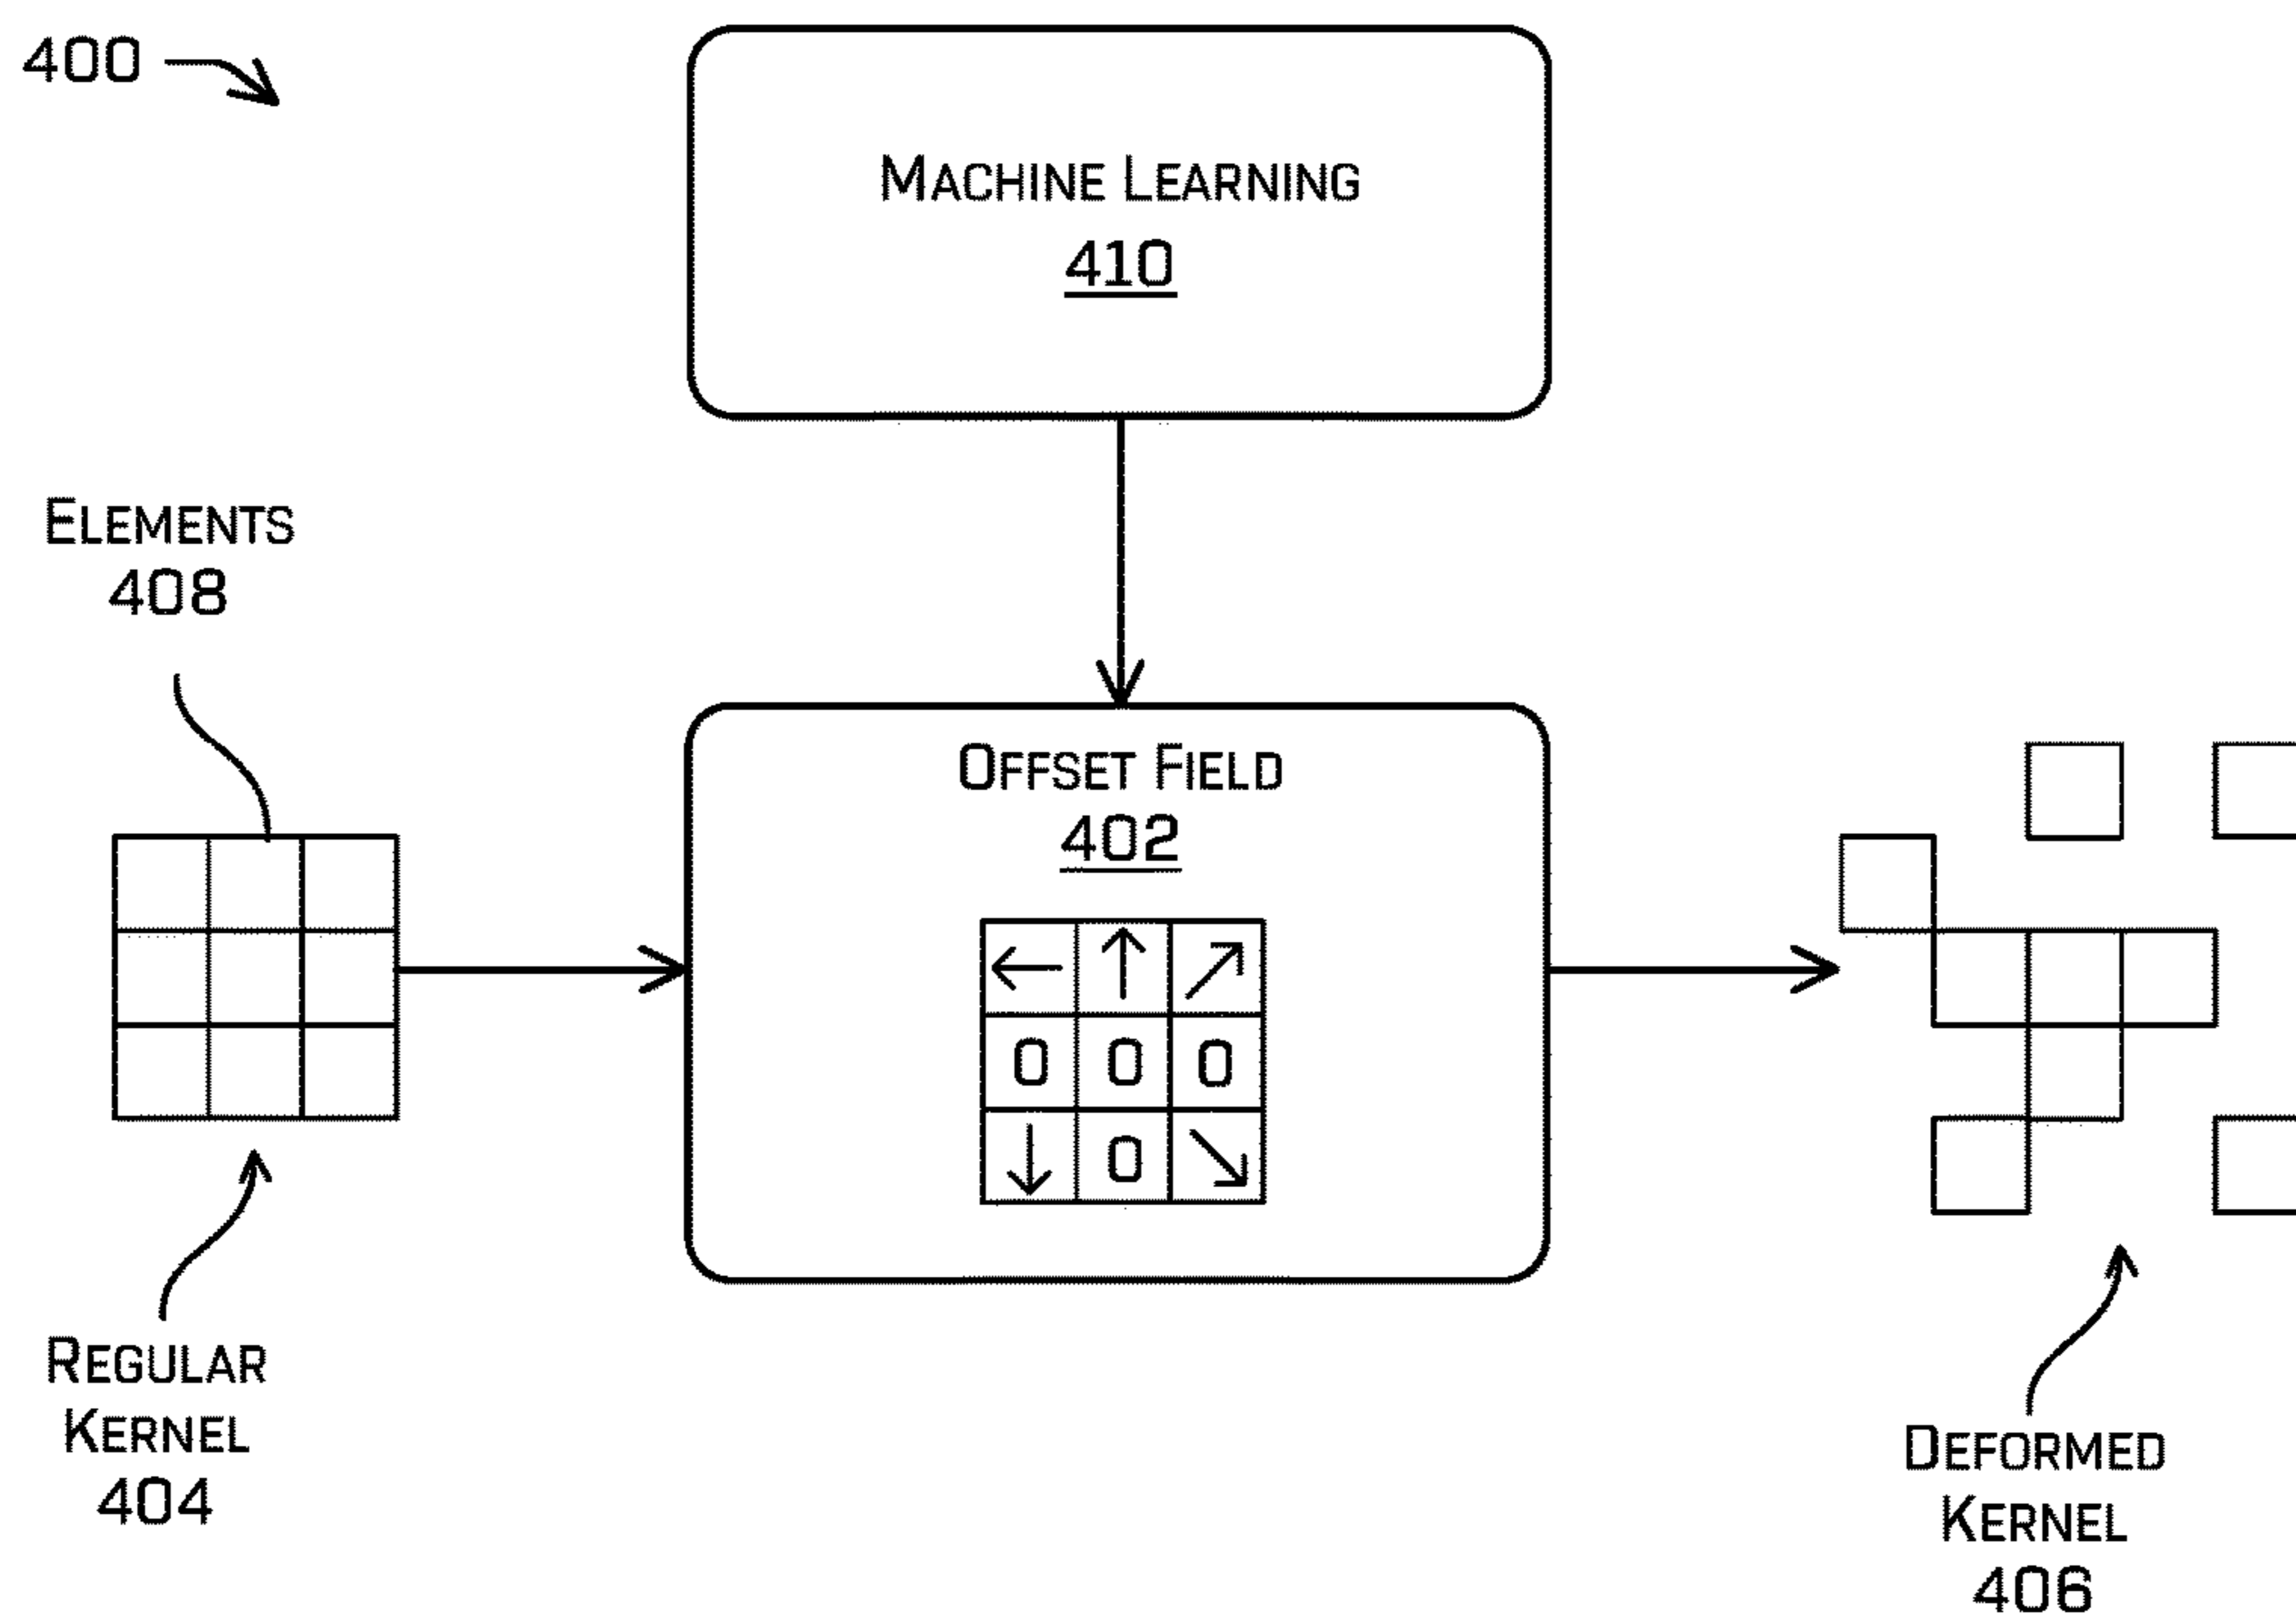 400
MACHINE LEARNING
410
ELEMENTS
408
OFFSET FIELD
402
0 0 0
0
REGULAR
KERNEL
404
DEFORMED
KERNEL
406